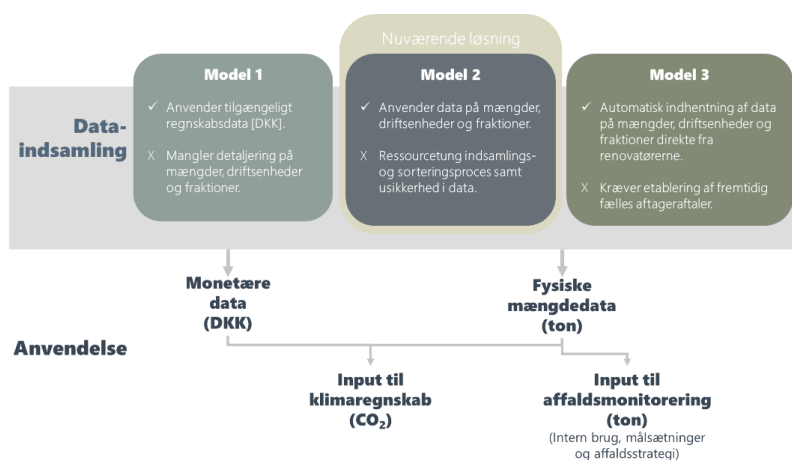 Nuværende løsning
Data-
indsamling
Model 1
✓ Anvender tilgængeligt
regnskabsdata [DKK].
X Mangler detaljering på
mængder, driftsenheder
og fraktioner.
Model 2
✓ Anvender data på mængder,
driftsenheder og fraktioner.
X Ressourcetung indsamlings-
og sorteringsproces samt
usikkerhed i data.
Model 3
✓ Automatisk indhentning af data
på mængder, driftsenheder og
fraktioner direkte fra
renovatørerne.
X Kræver etablering af fremtidig
fælles aftageraftaler.
Anvendelse
Monetære
data
(DKK)
Fysiske
mængdedata
(ton)
Input til
klimaregnskab
(CO₂)
Input til
affaldsmonitorering
(ton)
(Intern brug, målsætninger
og affaldsstrategi)